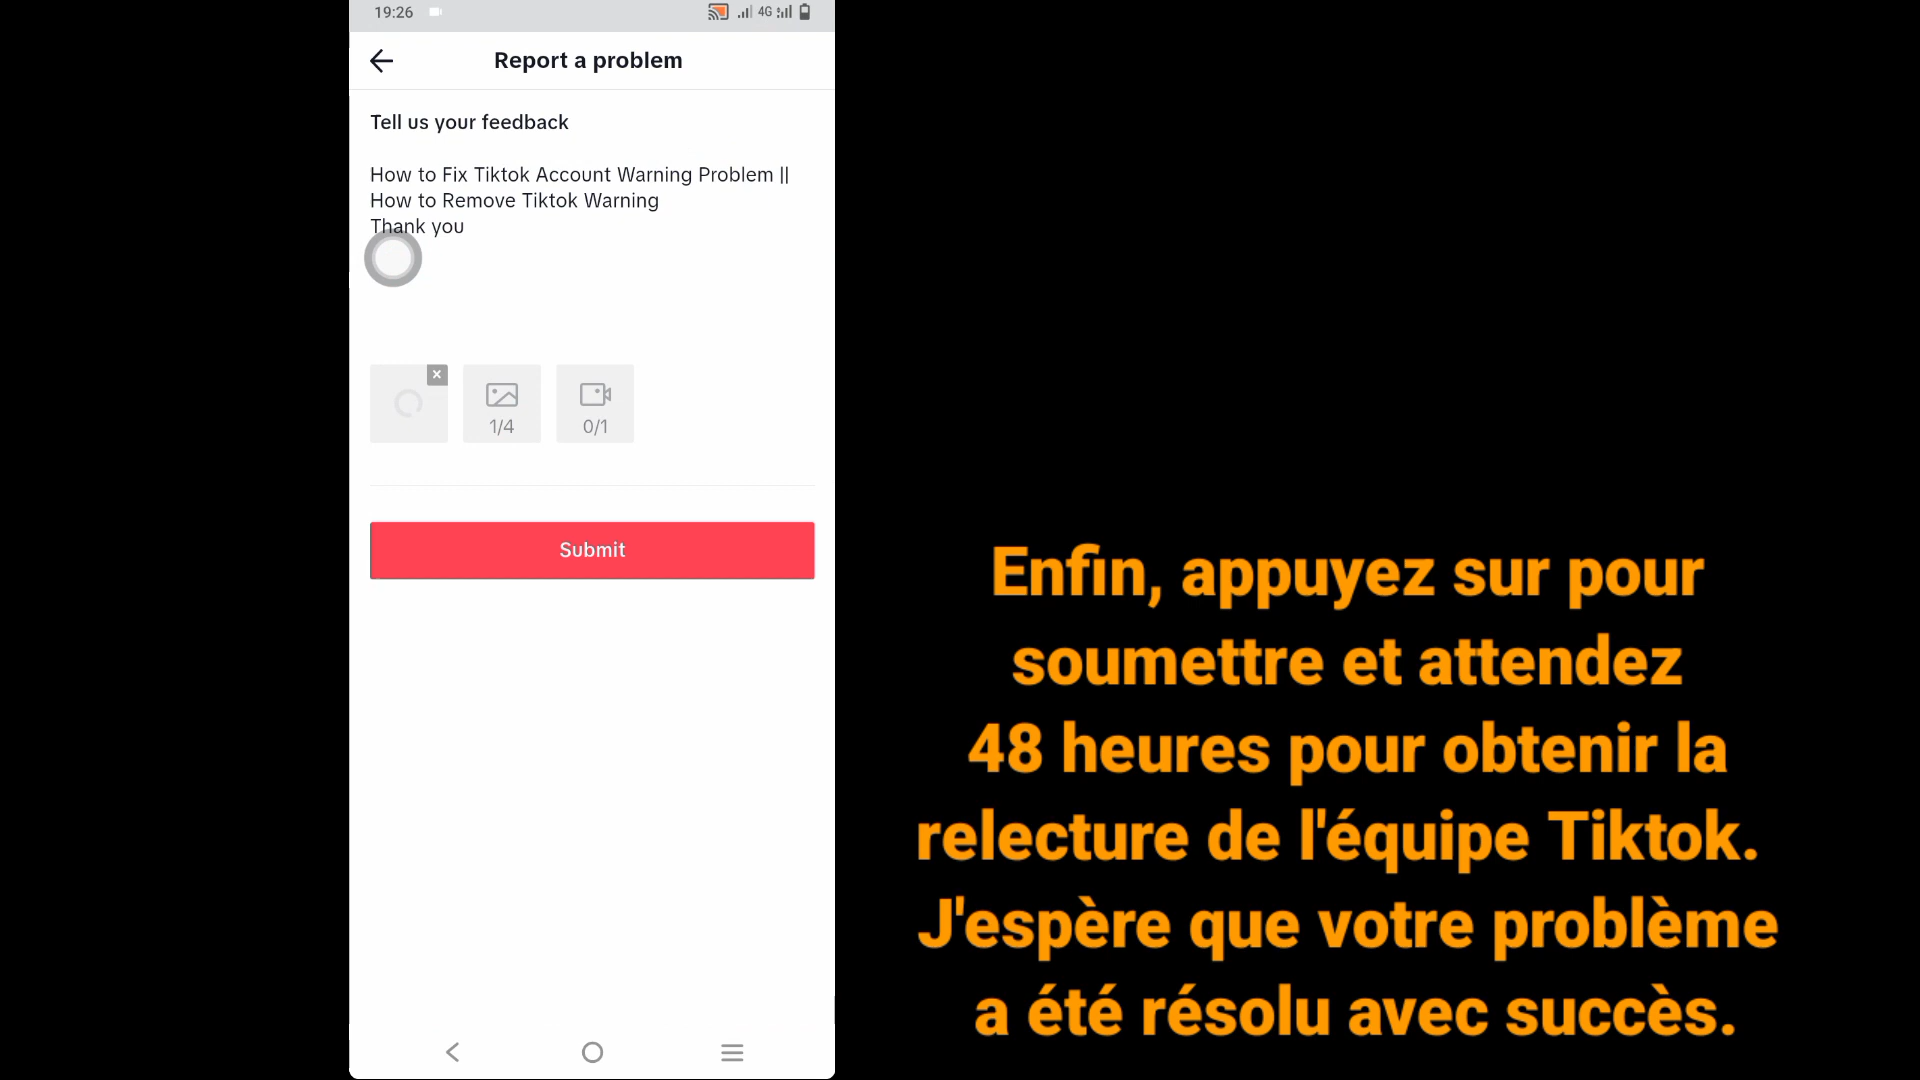 19:26
4G
Report a problem
Tell us your feedback
How to Fix Tiktok Account Warning Problem ||
How to Remove Tiktok Warning
Thank you
1/4
0/1
Submit
Enfin, appuyez sur pour
soumettre et attendez
48 heures pour obtenir la
relecture de l'équipe Tiktok.
J'espère que votre problème
a été résolu avec succès.